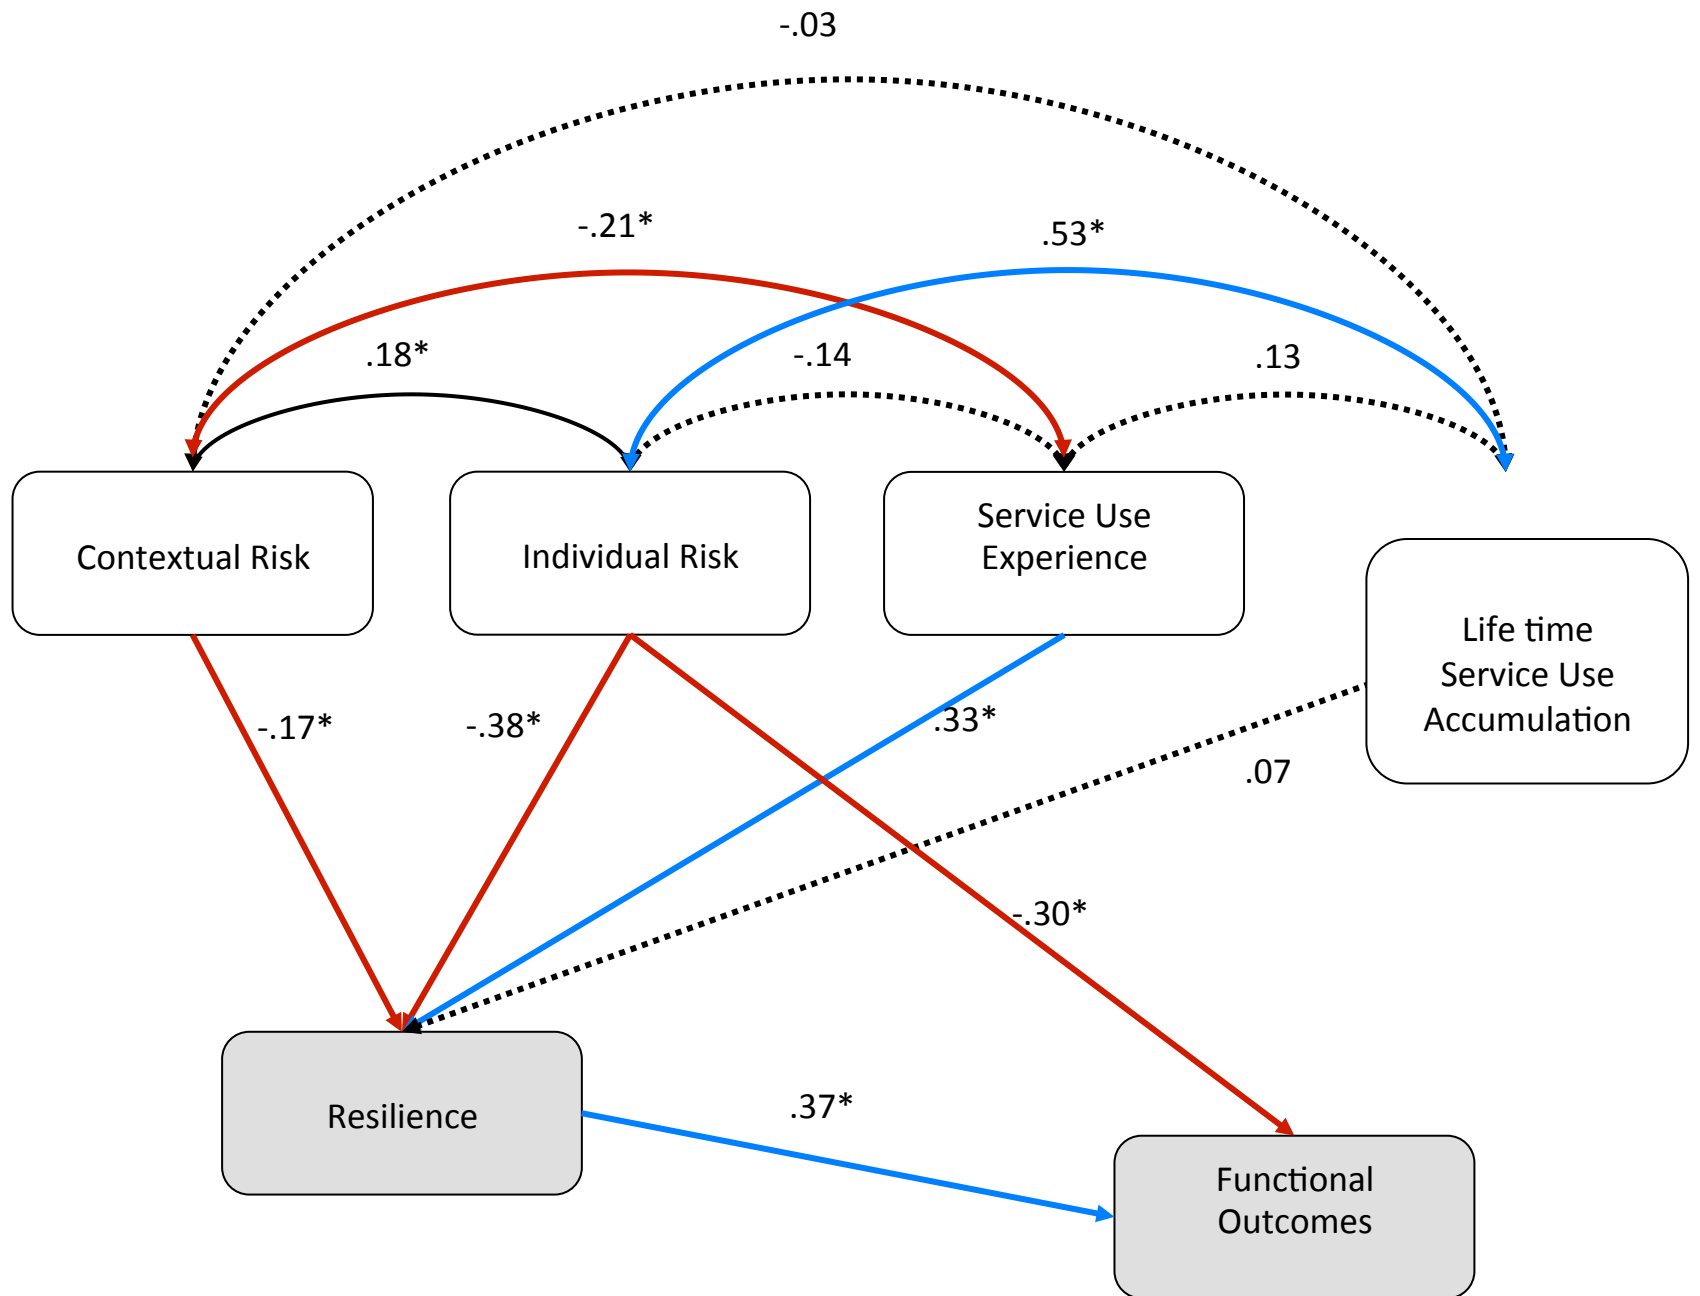 -.03
-.21*
.53*
.18*
-.14
.13
Contextual Risk
Individual Risk
Service Use
Experience
Life time
Service Use
Accumulation
-.17*
-.38*
.33*
.07
-.30*
Resilience
.37*
Functional
Outcomes